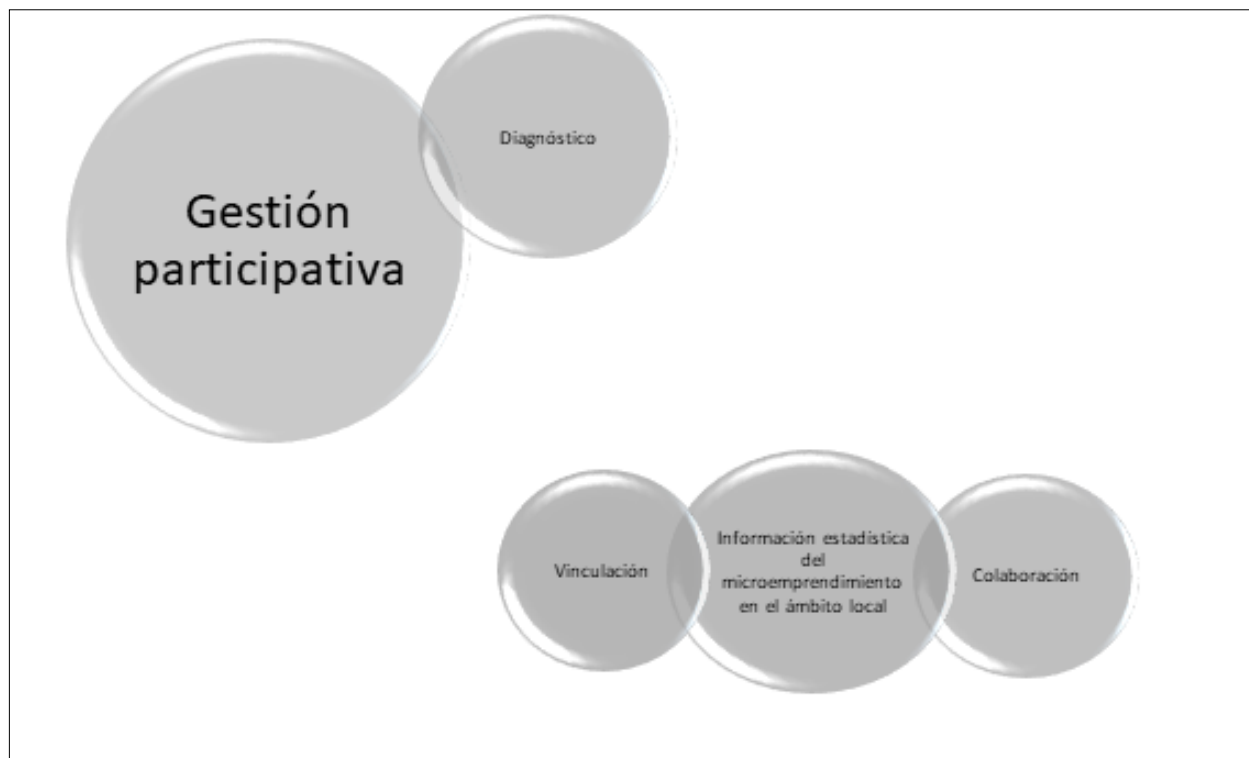 Diagnóstico
Gestión
participativa
Información estadística
del
microemprendimiento
en el ámbito local
Vinculación
Colaboración